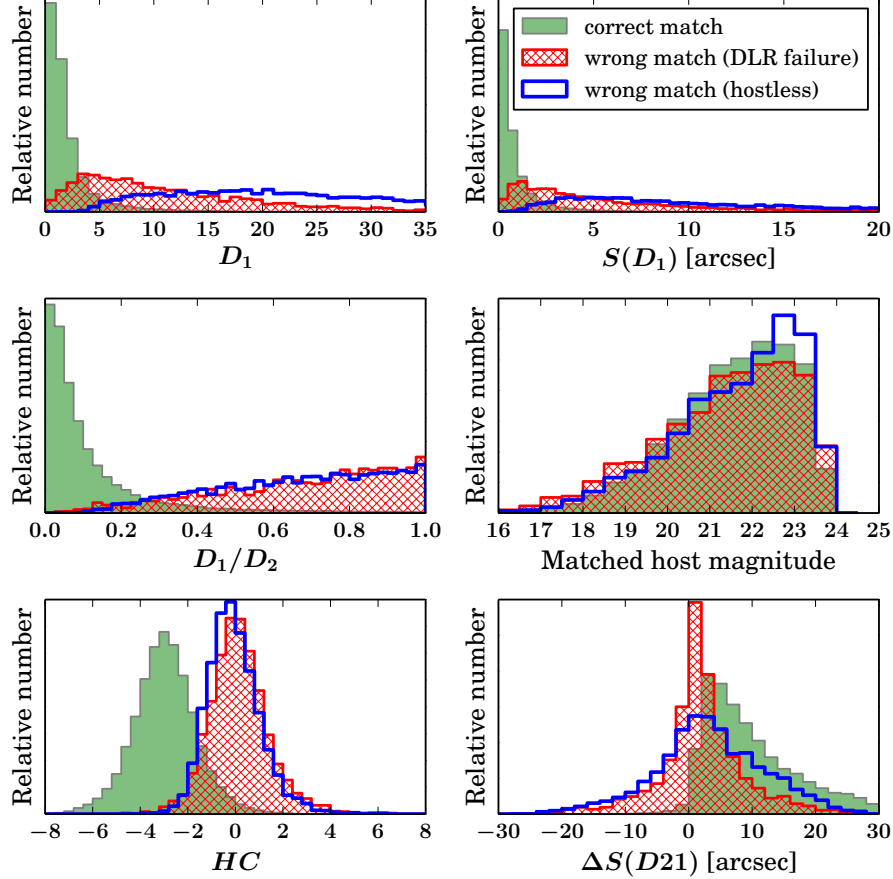 Relative number
0 5 10 15 20 25 30 35
D₁
Relative number
correct match
wrong match (DLR failure)
wrong match (hostless)
0 5 10 15 20
S(D₁) [arcsec]
Relative number
0.0 0.2 0.4 0.6 0.8 1.0
D₁/D₂
Relative number
16 17 18 19 20 21 22 23 24 25
Matched host magnitude
Relative number
−8 −6 −4 −2 0 2 4 6 8
HC
Relative number
−30 −20 −10 0 10 20 30
ΔS(D21) [arcsec]